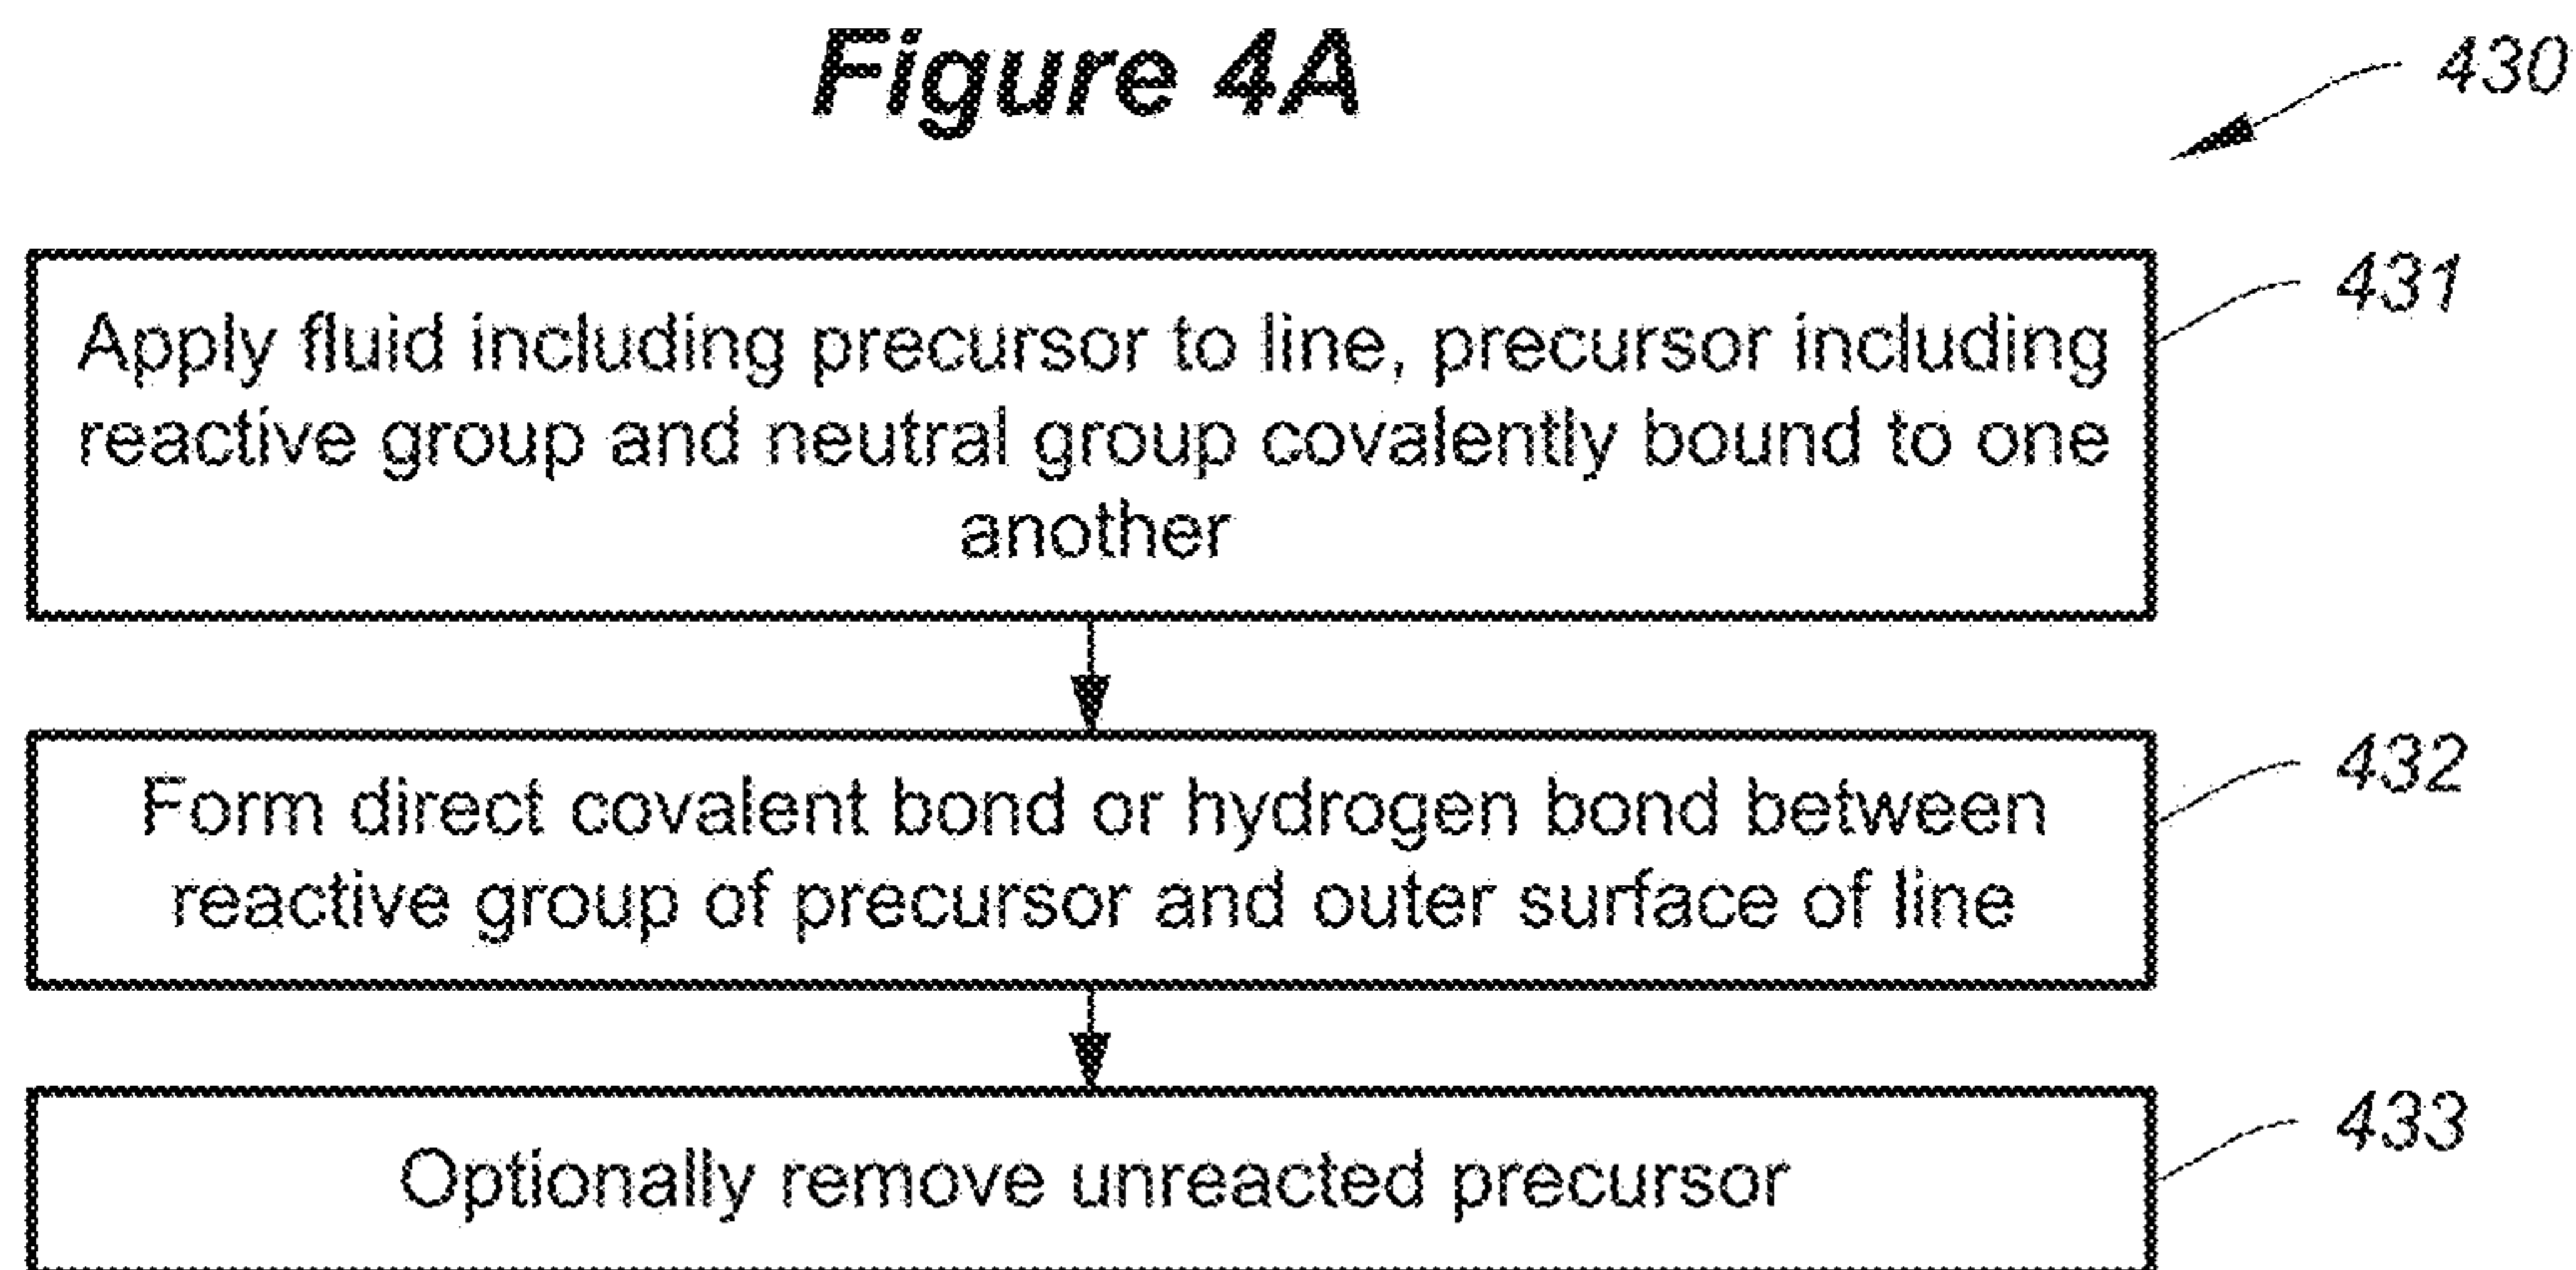 Figure 4A
430
Apply fluid including precursor to line, precursor including
reactive group and neutral group covalently bound to one
another
431
Form direct covalent bond or hydrogen bond between
reactive group of precursor and outer surface of line
432
Optionally remove unreacted precursor
433